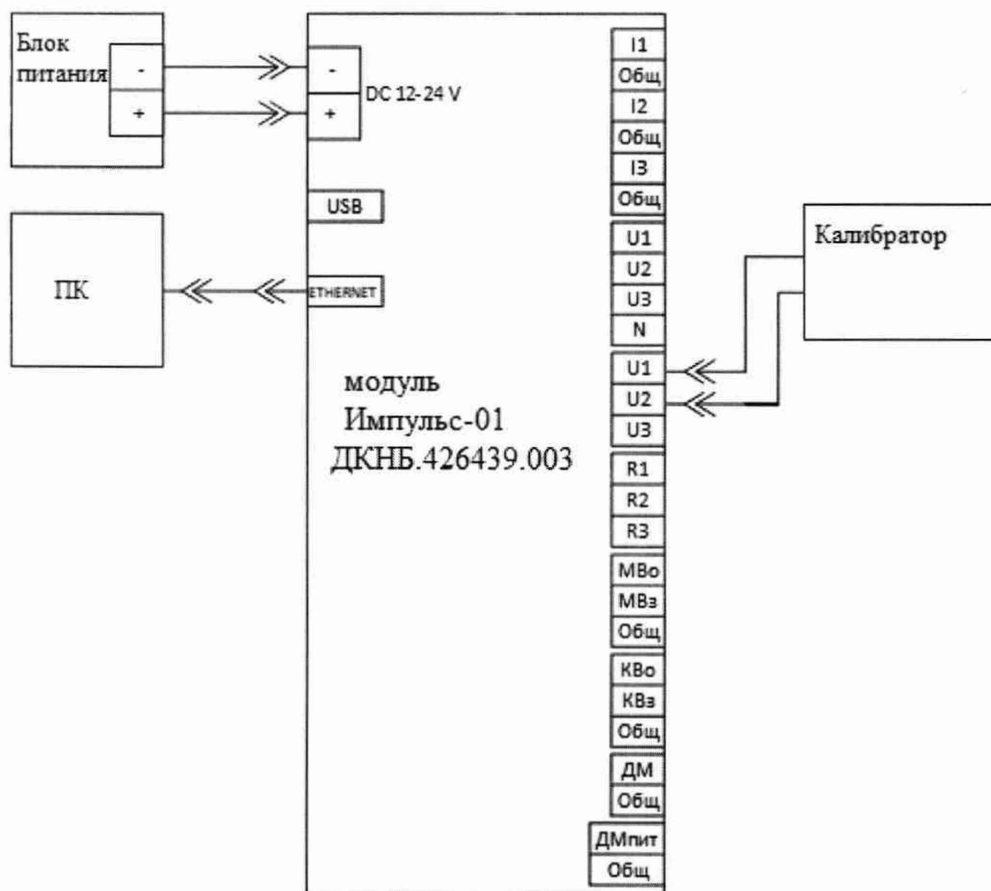 Блок
питания
-
+
-
+
DC 12-24 V
USB
ПК
ETHERNET
модуль
Импульс-01
ДКНБ.426439.003
I1
Общ
I2
Общ
I3
Общ
U1
U2
U3
N
U1
U2
U3
R1
R2
R3
МВо
МВз
Общ
КВо
КВз
Общ
ДМ
Общ
ДМпит
Общ
Калибратор